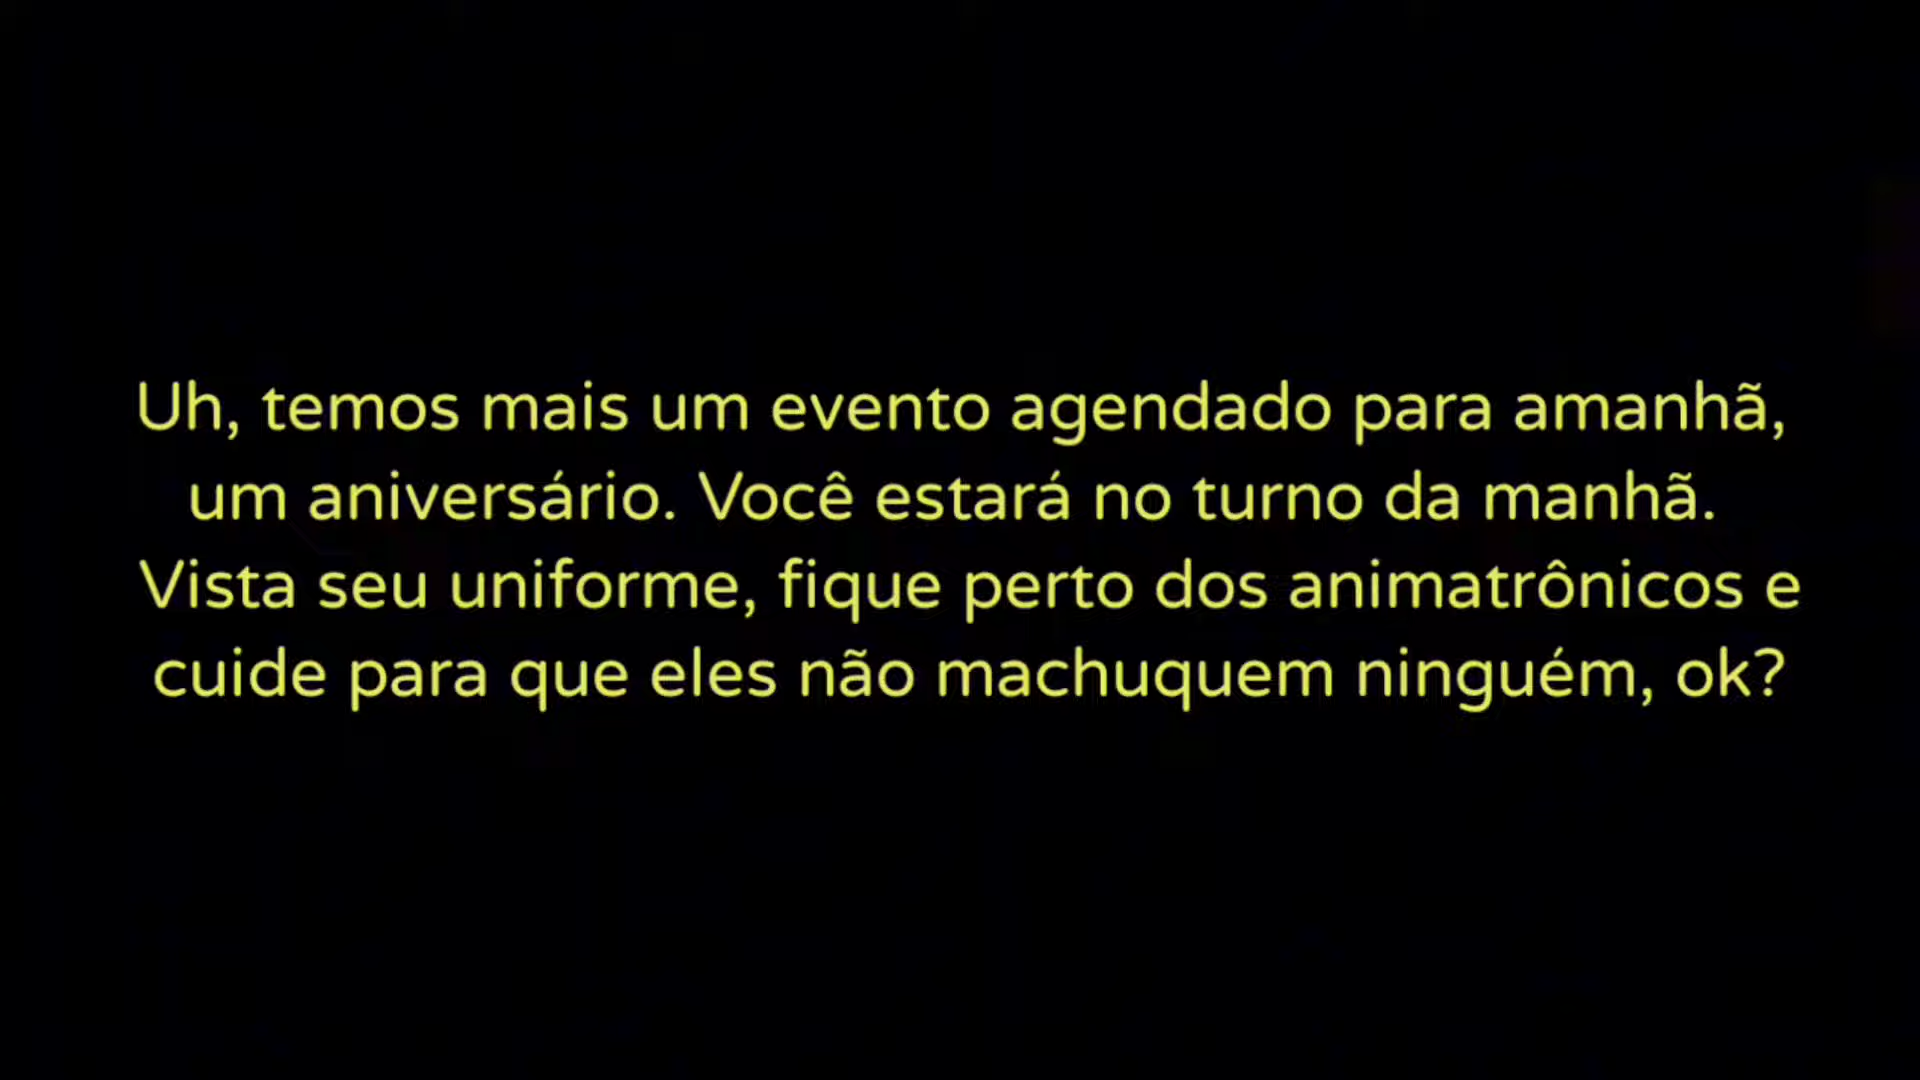 Uh, temos mais um evento agendado para amanhã,
um aniversário. Você estará no turno da manhã.
Vista seu uniforme, fique perto dos animatrônicos e
cuide para que eles não machuquem ninguém, ok?